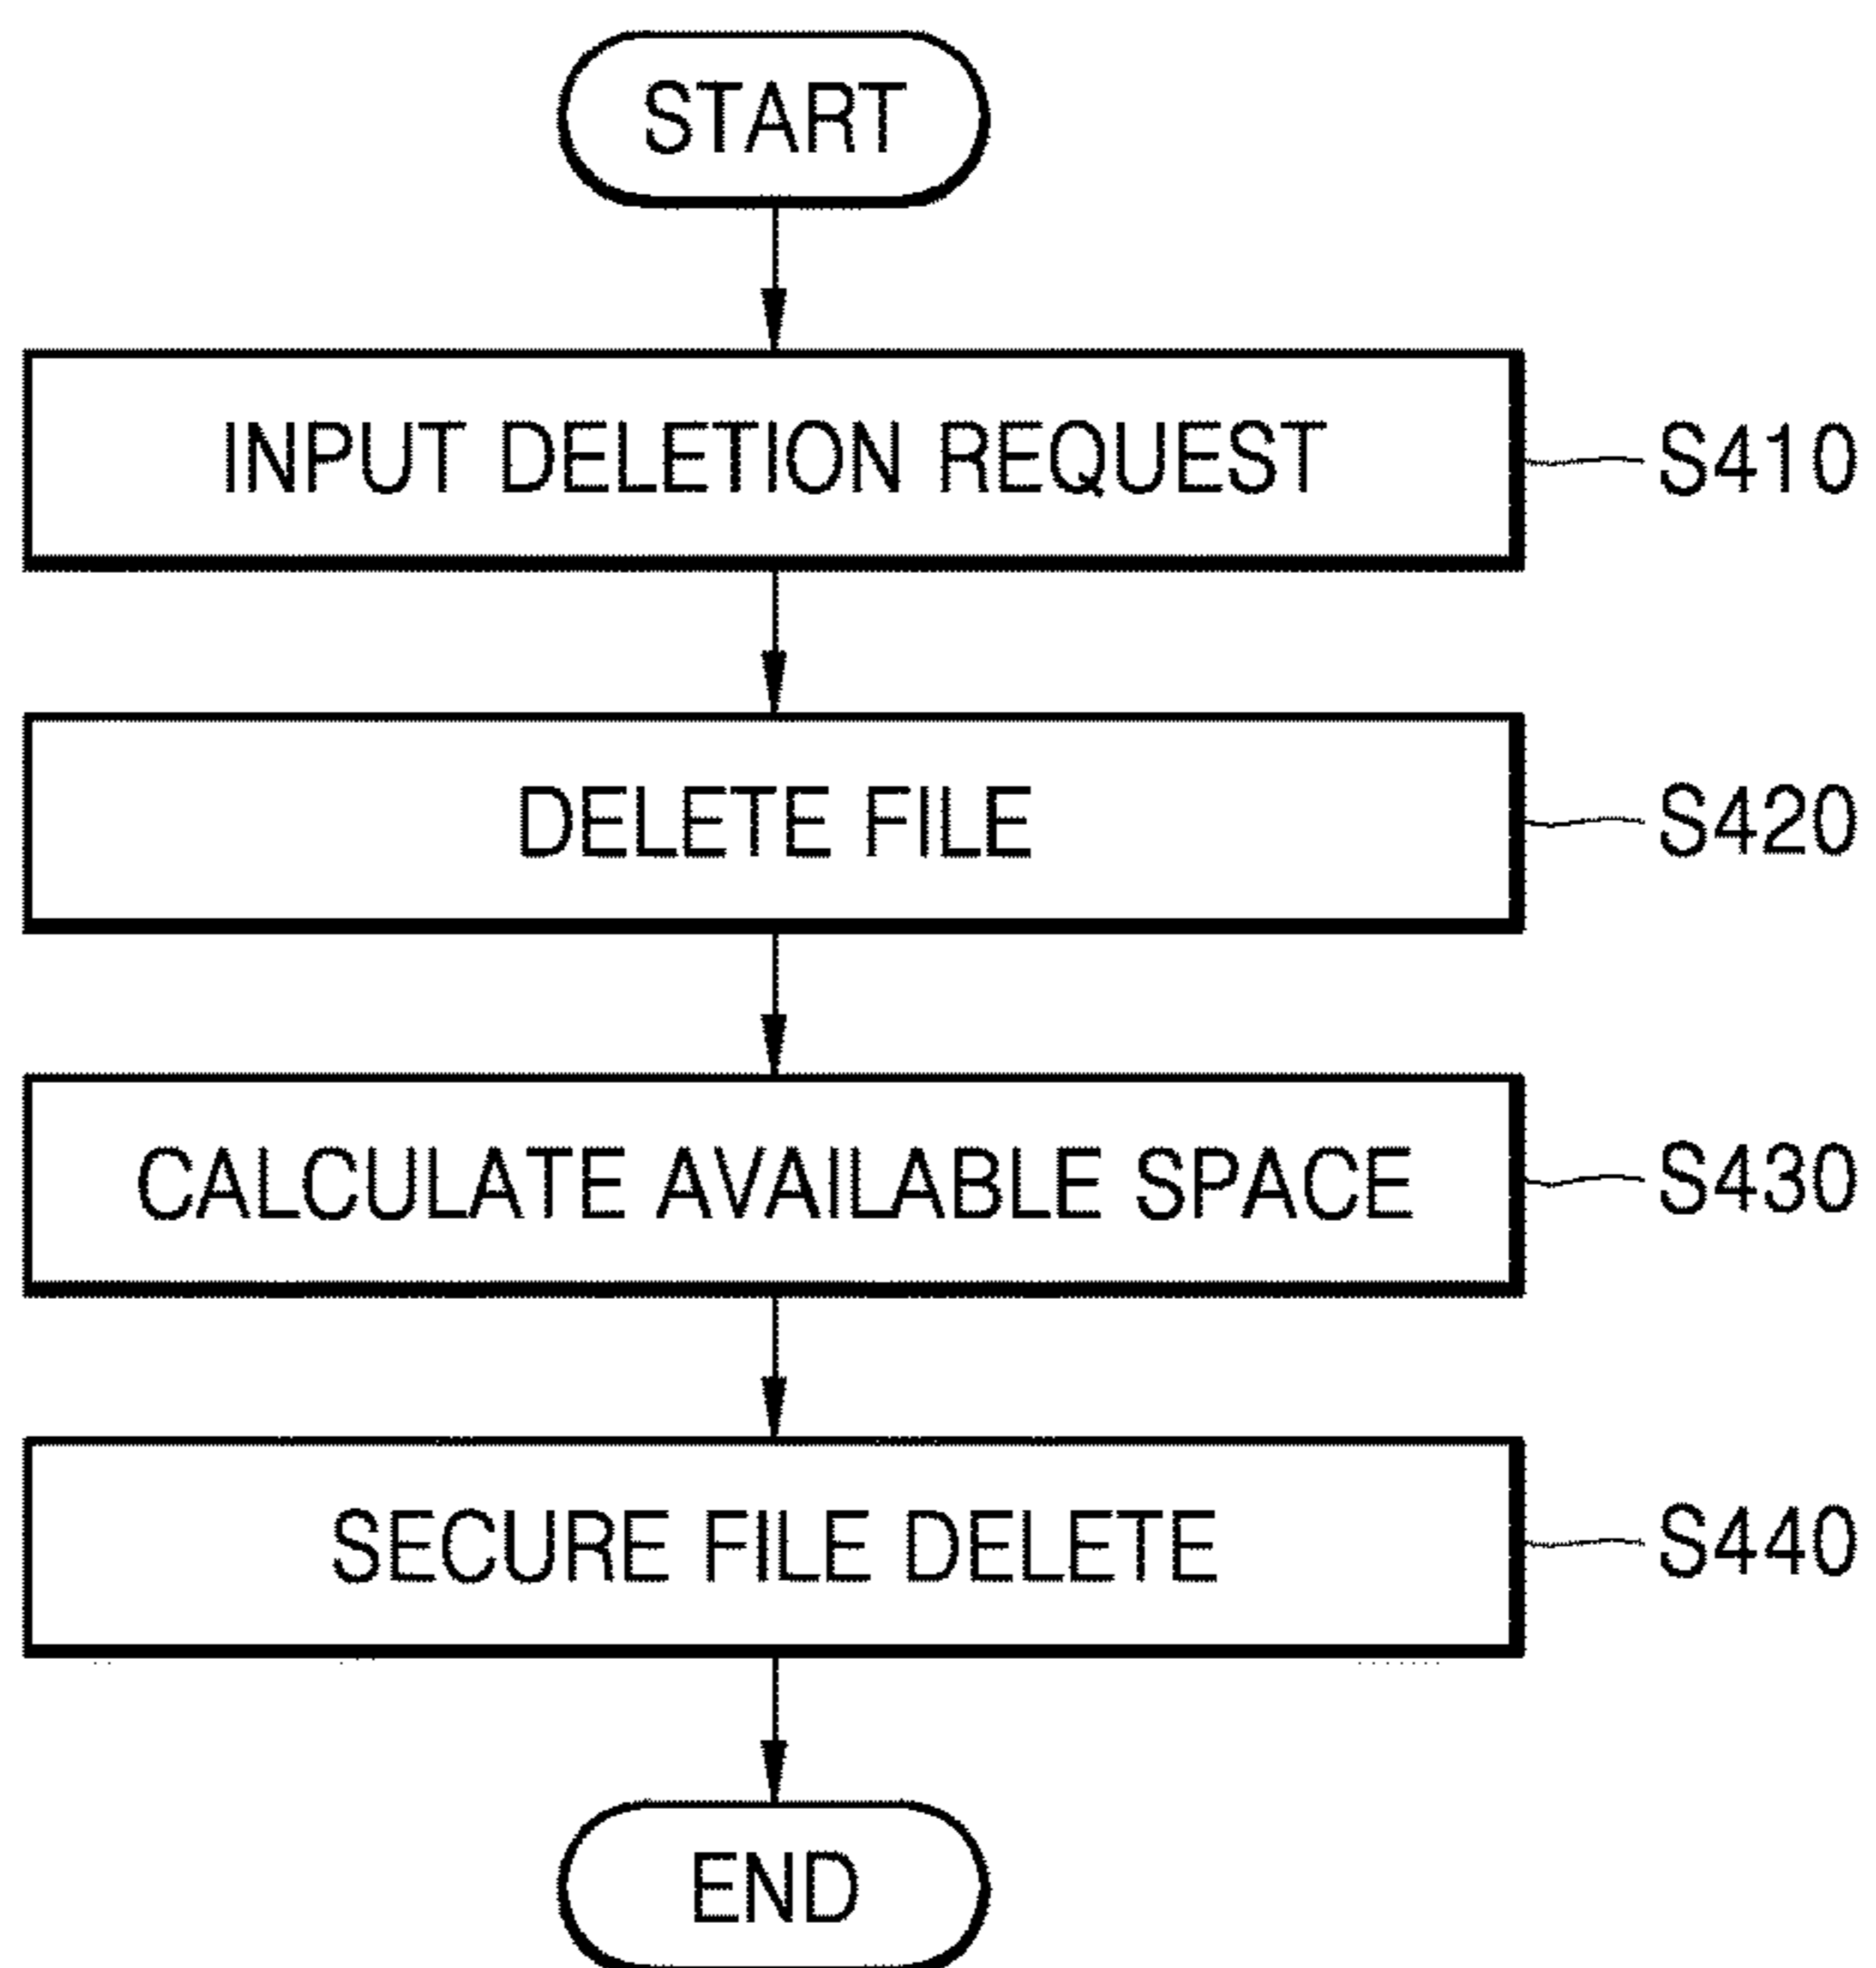 START
INPUT DELETION REQUEST S410
DELETE FILE S420
CALCULATE AVAILABLE SPACE S430
SECURE FILE DELETE S440
END